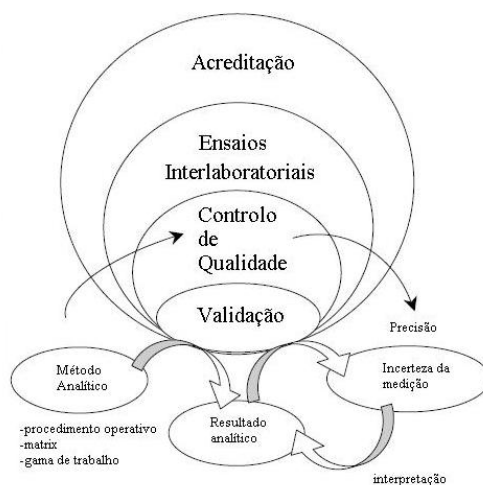 Acreditação
Ensaios
Interlaboratoriais
Controlo
de
Qualidade
Validação
Precisão
Método
Analítico
Incerteza da
medição
Resultado
analítico
-procedimento operativo
-matrix
-gama de trabalho
interpretação